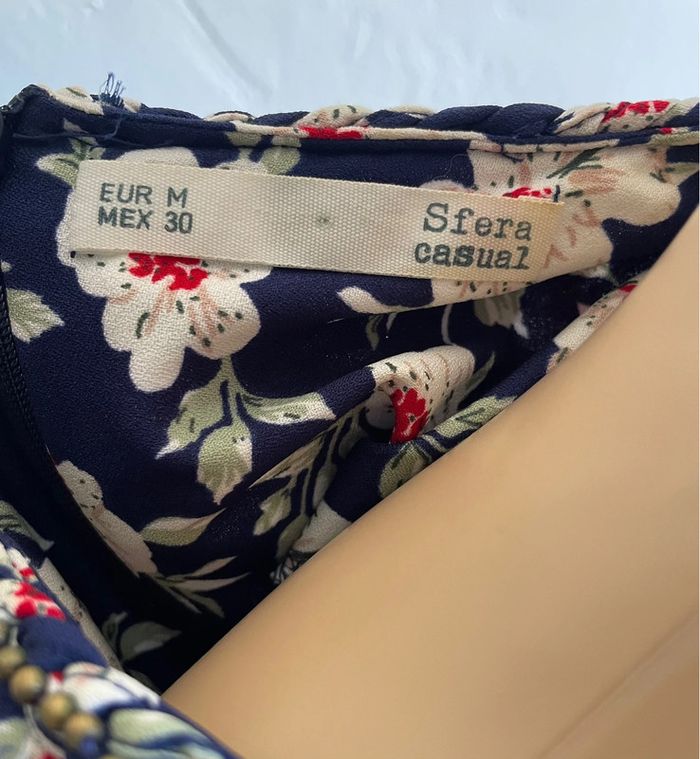 EUR M
MEX 30
Sfera
casual